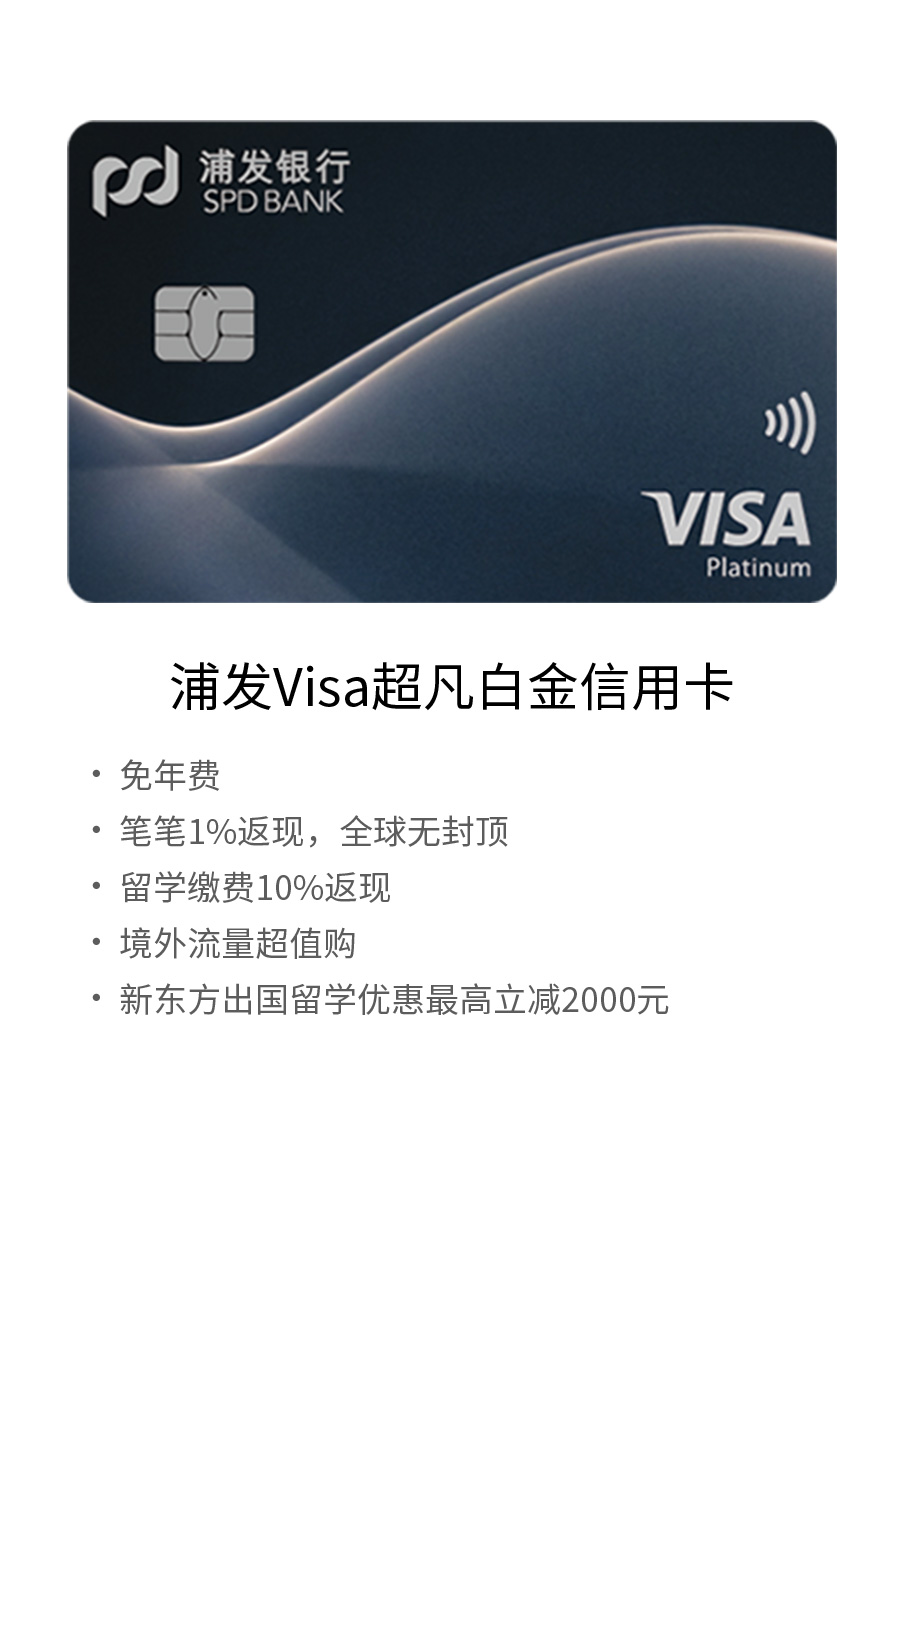 浦发银行
SPD BANK
VISA
Platinum
浦发Visa超凡白金信用卡
· 免年费
· 笔笔1%返现，全球无封顶
· 留学缴费10%返现
· 境外流量超值购
· 新东方出国留学优惠最高立减2000元